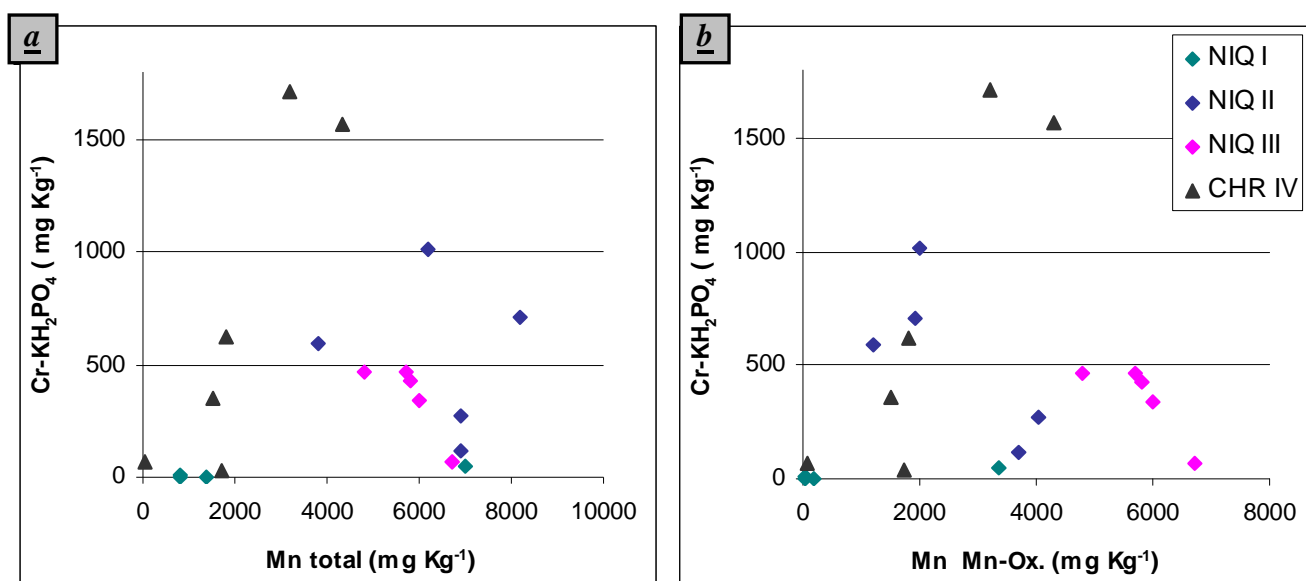 a
1500
1000
500
0
0 2000 4000 6000 8000 10000
Cr-KH₂PO₄ ( mg Kg⁻¹)
Mn total (mg Kg⁻¹)
b
1500
1000
500
0
0 2000 4000 6000 8000
Cr-KH₂PO₄ ( mg Kg⁻¹)
Mn Mn-Ox. (mg Kg⁻¹)
NIQ I
NIQ II
NIQ III
CHR IV